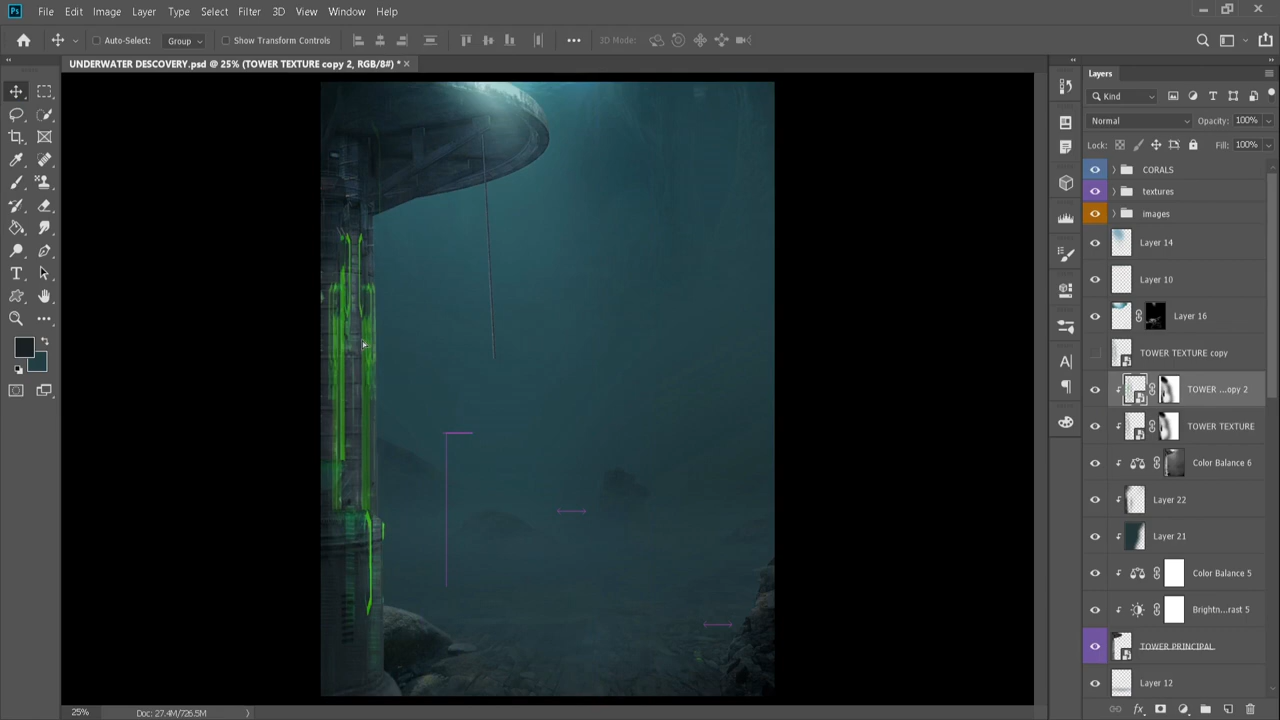 Ps File Edit Image Layer Type Select Filter 3D View Window Help
Auto-Select: Group Show Transform Controls 3D Mode:
UNDERWATER DESCOVERY.psd @ 25% (TOWER TEXTURE copy 2, RGB/8#) *
Layers
Kind
Normal Opacity: 100%
Lock: Fill: 100%
CORALS
textures
images
Layer 14
Layer 10
Layer 16
TOWER TEXTURE copy
TOWER ...opy 2
TOWER TEXTURE
Color Balance 6
Layer 22
Layer 21
Color Balance 5
Brightn...rast 5
TOWER PRINCIPAL
Layer 12
25% Doc: 27.4M/726.5M